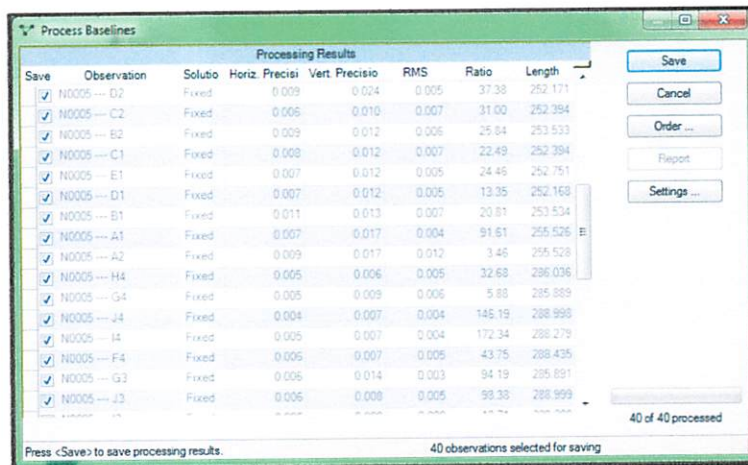 Process Baselines
Processing Results
Save Observation Solutio Horiz. Precisi Vert. Precisio RMS Ratio Length
N0005 --- D2 Fixed 0.009 0.024 0.005 37.38 252.171
N0005 --- C2 Fixed 0.006 0.010 0.007 31.00 252.394
N0005 --- B2 Fixed 0.009 0.012 0.006 25.84 253.533
N0005 --- C1 Fixed 0.008 0.012 0.007 22.49 252.394
N0005 --- E1 Fixed 0.007 0.012 0.005 24.46 252.751
N0005 --- D1 Fixed 0.007 0.012 0.005 13.35 252.168
N0005 --- B1 Fixed 0.011 0.013 0.007 20.81 253.534
N0005 --- A1 Fixed 0.007 0.017 0.004 91.61 255.526
N0005 --- A2 Fixed 0.009 0.017 0.012 3.46 255.528
N0005 --- H4 Fixed 0.005 0.006 0.005 32.68 286.036
N0005 --- G4 Fixed 0.005 0.009 0.006 5.88 285.889
N0005 --- J4 Fixed 0.004 0.007 0.004 146.19 288.998
N0005 --- I4 Fixed 0.005 0.007 0.004 172.34 288.279
N0005 --- F4 Fixed 0.006 0.007 0.005 43.75 288.435
N0005 --- G3 Fixed 0.006 0.014 0.003 94.19 285.891
N0005 --- J3 Fixed 0.006 0.008 0.005 98.38 288.999
Save
Cancel
Order ...
Report
Settings ...
40 of 40 processed
Press <Save> to save processing results. 40 observations selected for saving